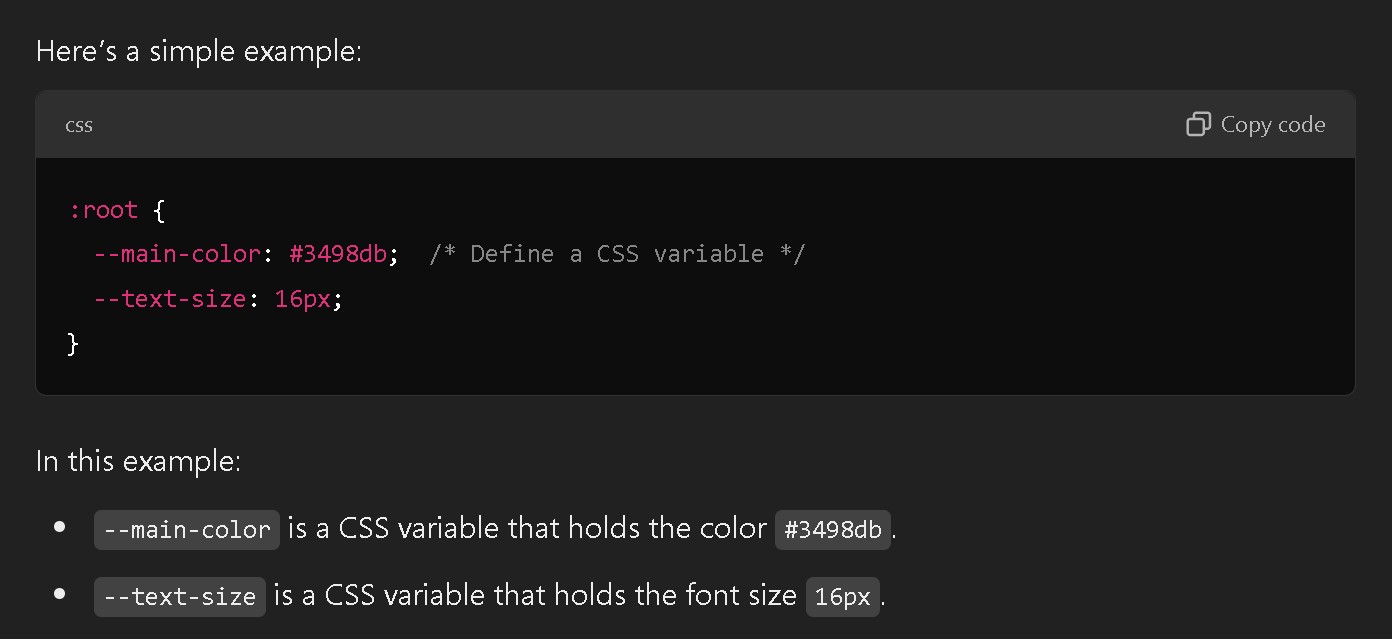 Here's a simple example:
css
Copy code
:root {
--main-color: #3498db; /* Define a CSS variable */
--text-size: 16px;
}
In this example:
• --main-color is a CSS variable that holds the color #3498db.
• --text-size is a CSS variable that holds the font size 16px.